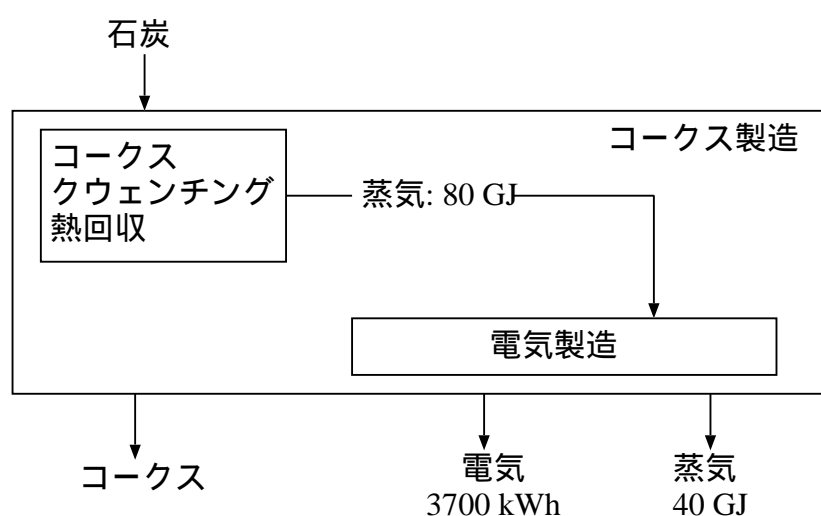 石炭
コークス製造
コークス
クウェンチング
熱回収
蒸気: 80 GJ
電気製造
コークス
電気
3700 kWh
蒸気
40 GJ